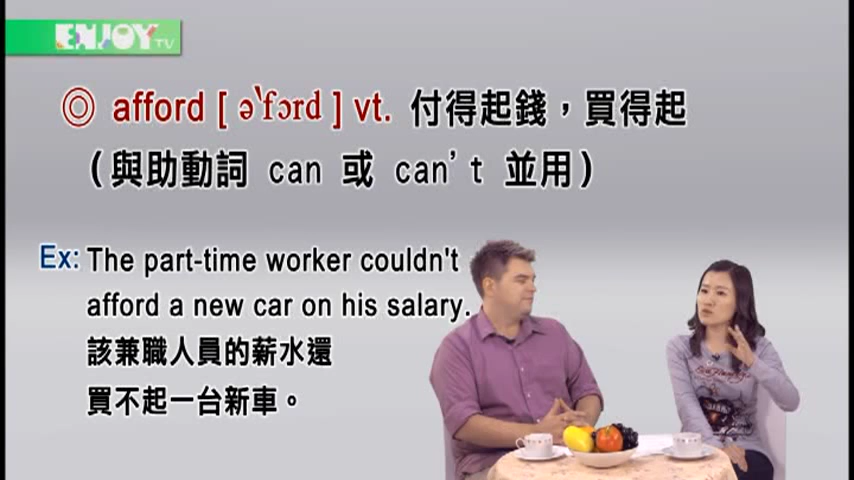 ENJOY TV
◎ afford [ ə`fɔrd ] vt. 付得起錢，買得起
（與助動詞 can 或 can't 並用）
Ex: The part-time worker couldn't
afford a new car on his salary.
該兼職人員的薪水還
買不起一台新車。